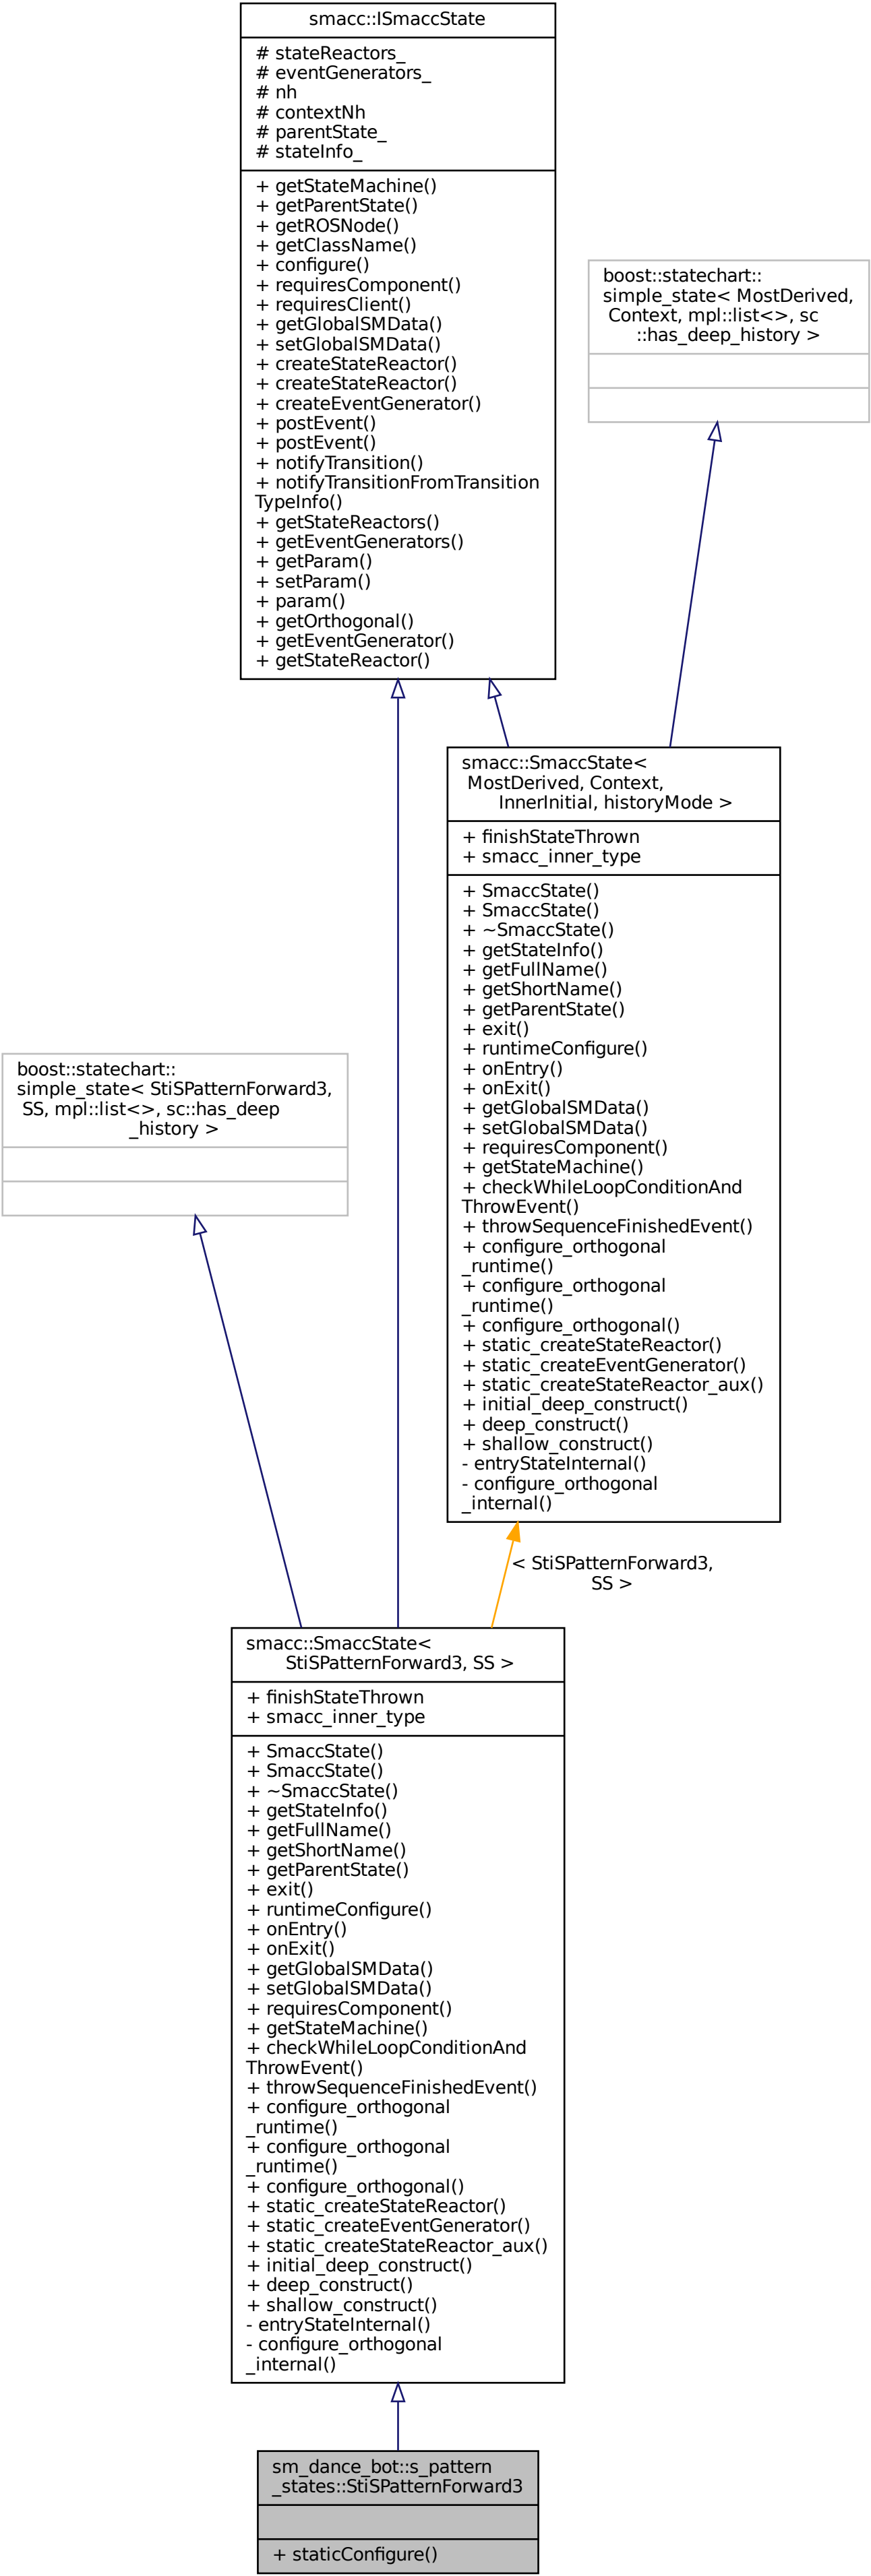 smacc::ISmaccState
# stateReactors_
# eventGenerators_
# nh
# contextNh
# parentState_
# stateInfo_
+ getStateMachine()
+ getParentState()
+ getROSNode()
+ getClassName()
+ configure()
+ requiresComponent()
+ requiresClient()
+ getGlobalSMData()
+ setGlobalSMData()
+ createStateReactor()
+ createStateReactor()
+ createEventGenerator()
+ postEvent()
+ postEvent()
+ notifyTransition()
+ notifyTransitionFromTransition
TypeInfo()
+ getStateReactors()
+ getEventGenerators()
+ getParam()
+ setParam()
+ param()
+ getOrthogonal()
+ getEventGenerator()
+ getStateReactor()
boost::statechart::
simple_state< MostDerived,
Context, mpl::list<>, sc
::has_deep_history >
smacc::SmaccState<
MostDerived, Context,
InnerInitial, historyMode >
+ finishStateThrown
+ smacc_inner_type
+ SmaccState()
+ SmaccState()
+ ~SmaccState()
+ getStateInfo()
+ getFullName()
+ getShortName()
+ getParentState()
+ exit()
+ runtimeConfigure()
+ onEntry()
+ onExit()
+ getGlobalSMData()
+ setGlobalSMData()
+ requiresComponent()
+ getStateMachine()
+ checkWhileLoopConditionAnd
ThrowEvent()
+ throwSequenceFinishedEvent()
+ configure_orthogonal
_runtime()
+ configure_orthogonal
_runtime()
+ configure_orthogonal()
+ static_createStateReactor()
+ static_createEventGenerator()
+ static_createStateReactor_aux()
+ initial_deep_construct()
+ deep_construct()
+ shallow_construct()
- entryStateInternal()
- configure_orthogonal
_internal()
boost::statechart::
simple_state< StiSPatternForward3,
SS, mpl::list<>, sc::has_deep
_history >
< StiSPatternForward3,
SS >
smacc::SmaccState<
StiSPatternForward3, SS >
+ finishStateThrown
+ smacc_inner_type
+ SmaccState()
+ SmaccState()
+ ~SmaccState()
+ getStateInfo()
+ getFullName()
+ getShortName()
+ getParentState()
+ exit()
+ runtimeConfigure()
+ onEntry()
+ onExit()
+ getGlobalSMData()
+ setGlobalSMData()
+ requiresComponent()
+ getStateMachine()
+ checkWhileLoopConditionAnd
ThrowEvent()
+ throwSequenceFinishedEvent()
+ configure_orthogonal
_runtime()
+ configure_orthogonal
_runtime()
+ configure_orthogonal()
+ static_createStateReactor()
+ static_createEventGenerator()
+ static_createStateReactor_aux()
+ initial_deep_construct()
+ deep_construct()
+ shallow_construct()
- entryStateInternal()
- configure_orthogonal
_internal()
sm_dance_bot::s_pattern
_states::StiSPatternForward3
+ staticConfigure()